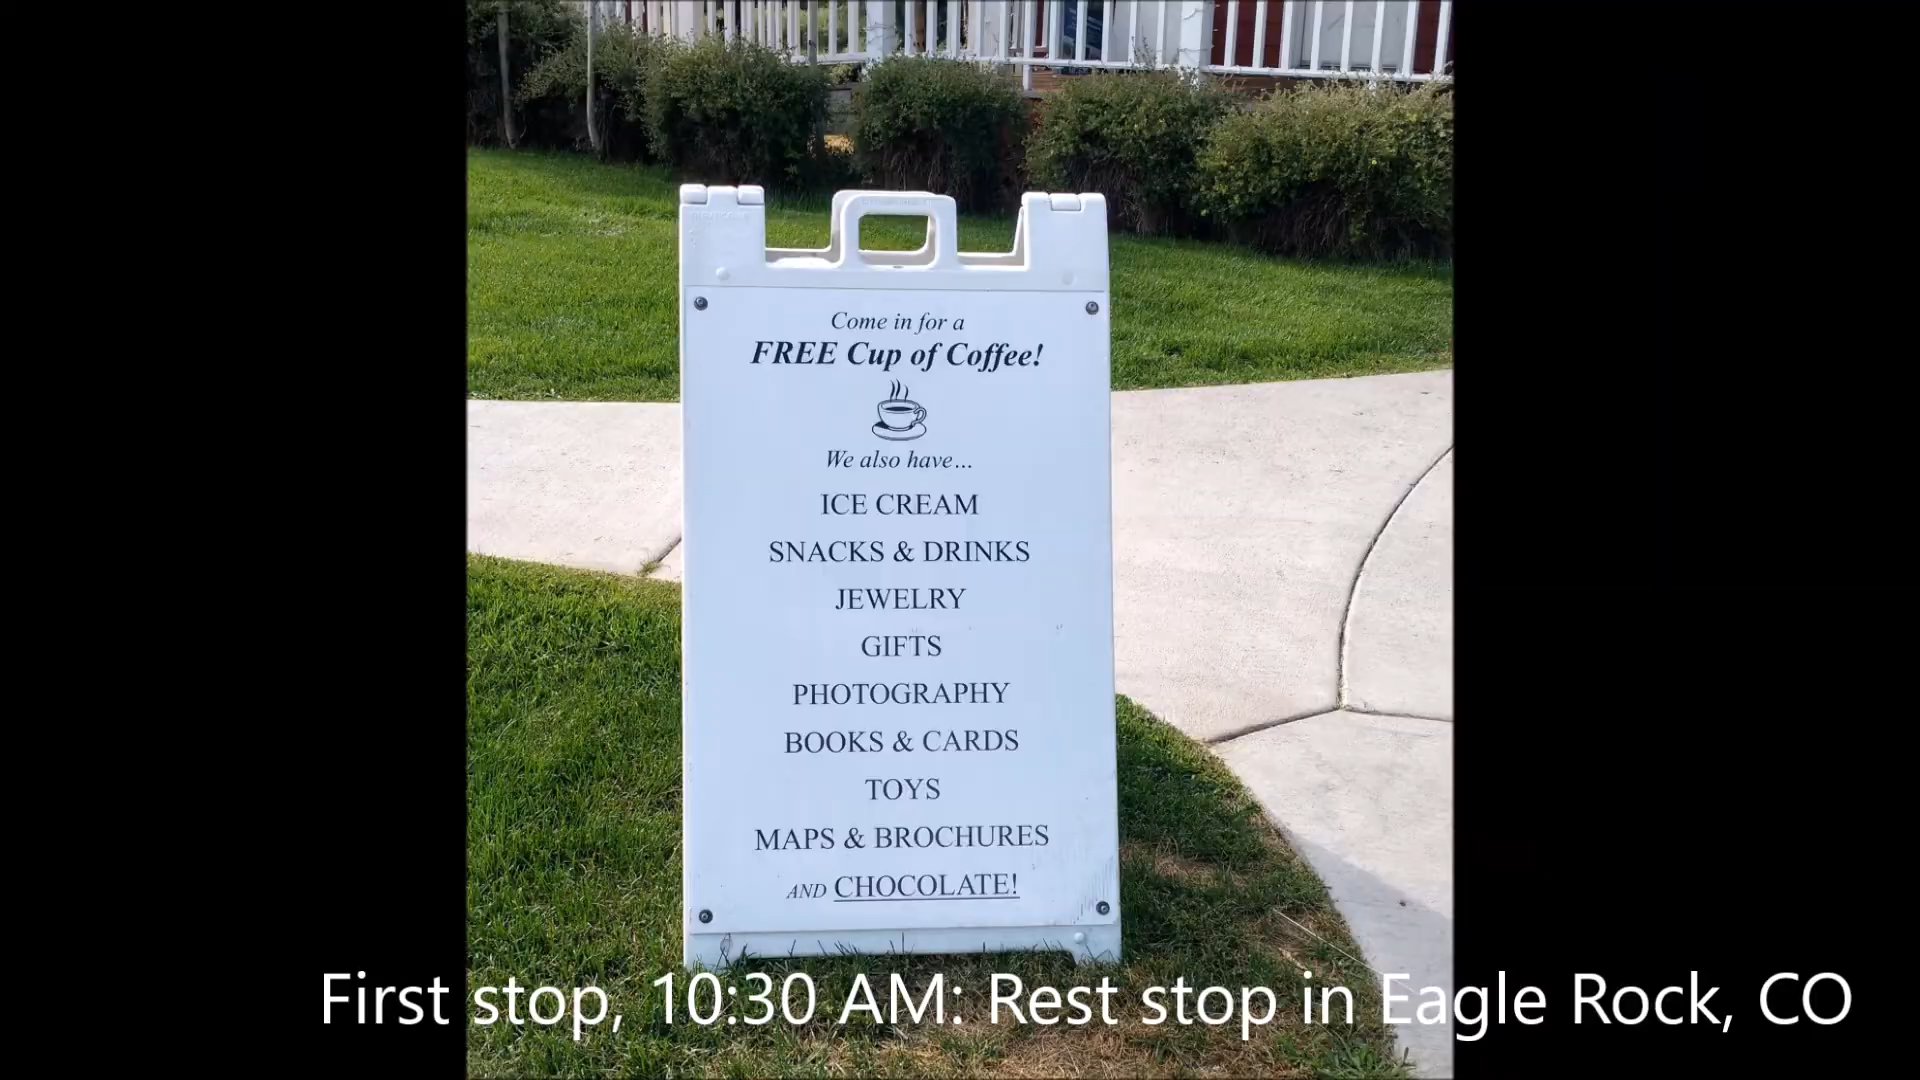 Come in for a
FREE Cup of Coffee!
We also have...
ICE CREAM
SNACKS & DRINKS
JEWELRY
GIFTS
PHOTOGRAPHY
BOOKS & CARDS
TOYS
MAPS & BROCHURES
AND CHOCOLATE!
First stop, 10:30 AM: Rest stop in Eagle Rock, CO